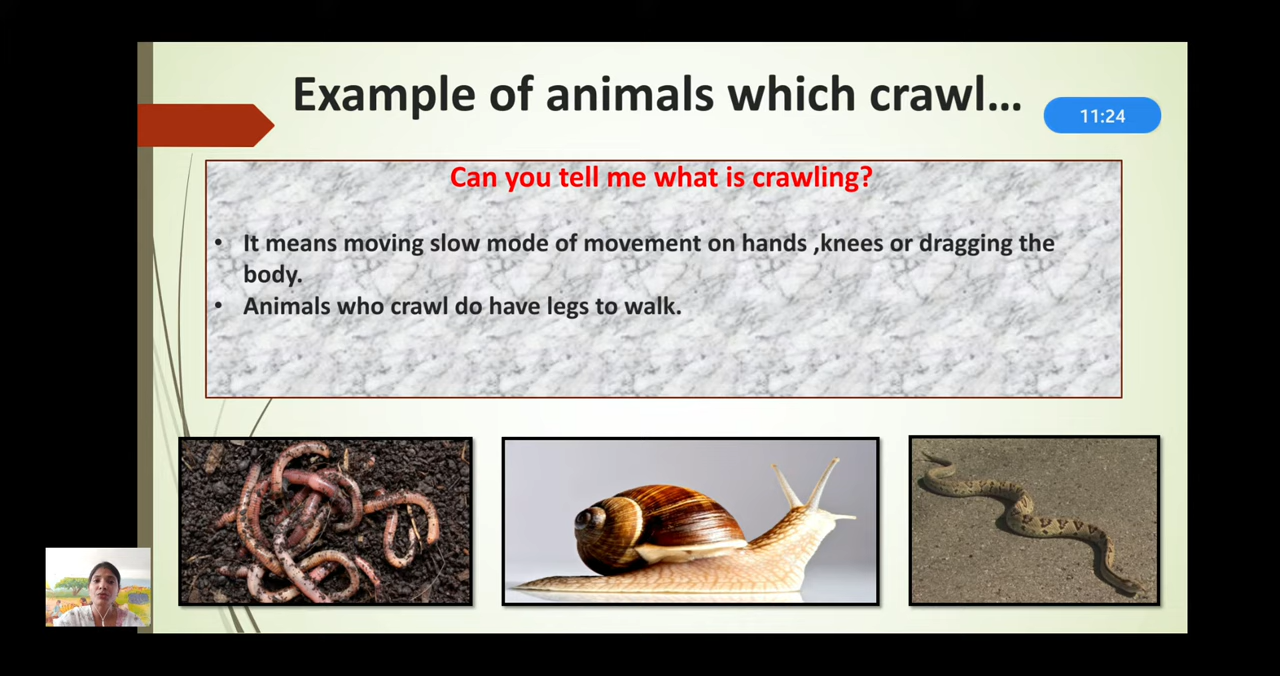 Example of animals which crawl...
11:24
Can you tell me what is crawling?
• It means moving slow mode of movement on hands ,knees or dragging the
body.
• Animals who crawl do have legs to walk.